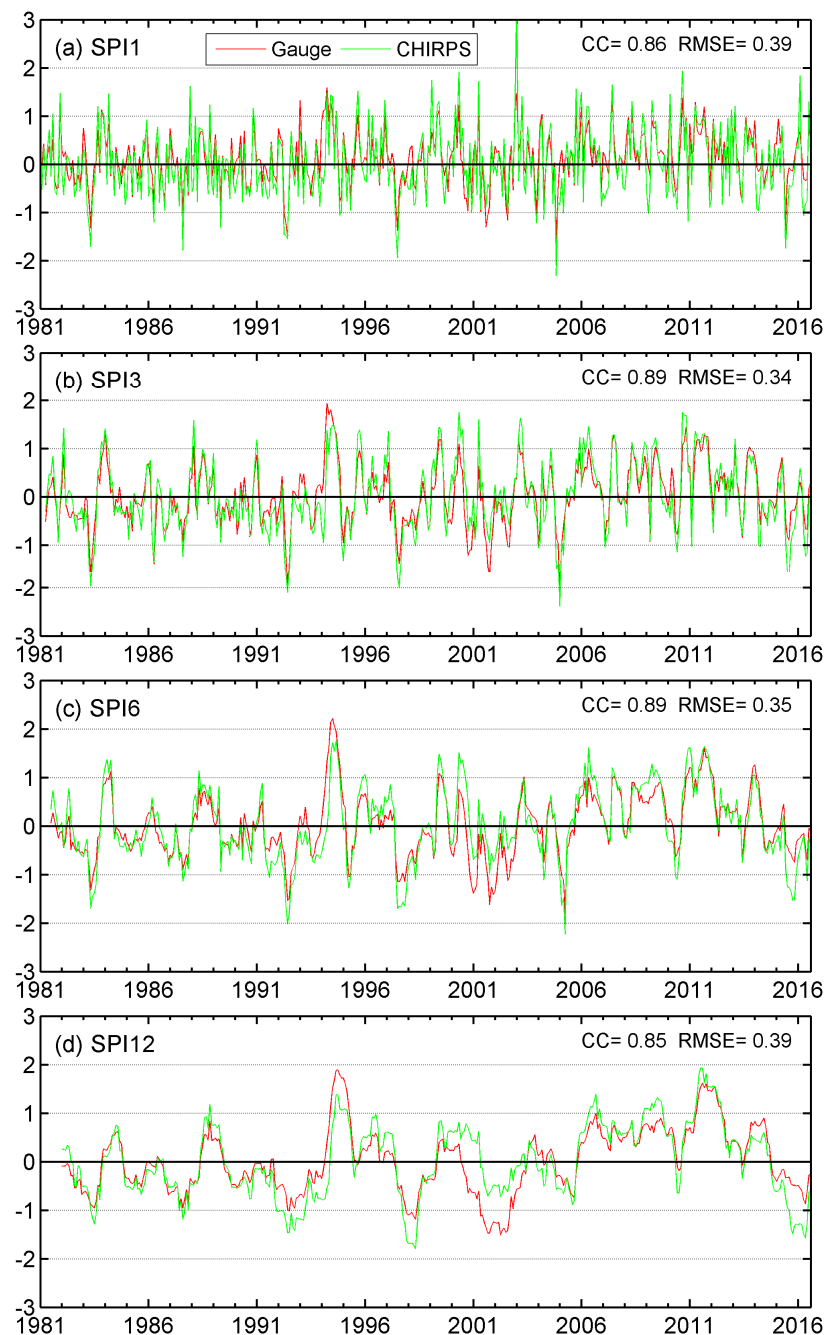 3
(a) SPI1
Gauge
CHIRPS
CC= 0.86 RMSE= 0.39
2
1
0
-1
-2
-3
1981 1986 1991 1996 2001 2006 2011 2016
3
(b) SPI3
CC= 0.89 RMSE= 0.34
2
1
0
-1
-2
-3
1981 1986 1991 1996 2001 2006 2011 2016
3
(c) SPI6
CC= 0.89 RMSE= 0.35
2
1
0
-1
-2
-3
1981 1986 1991 1996 2001 2006 2011 2016
3
(d) SPI12
CC= 0.85 RMSE= 0.39
2
1
0
-1
-2
-3
1981 1986 1991 1996 2001 2006 2011 2016